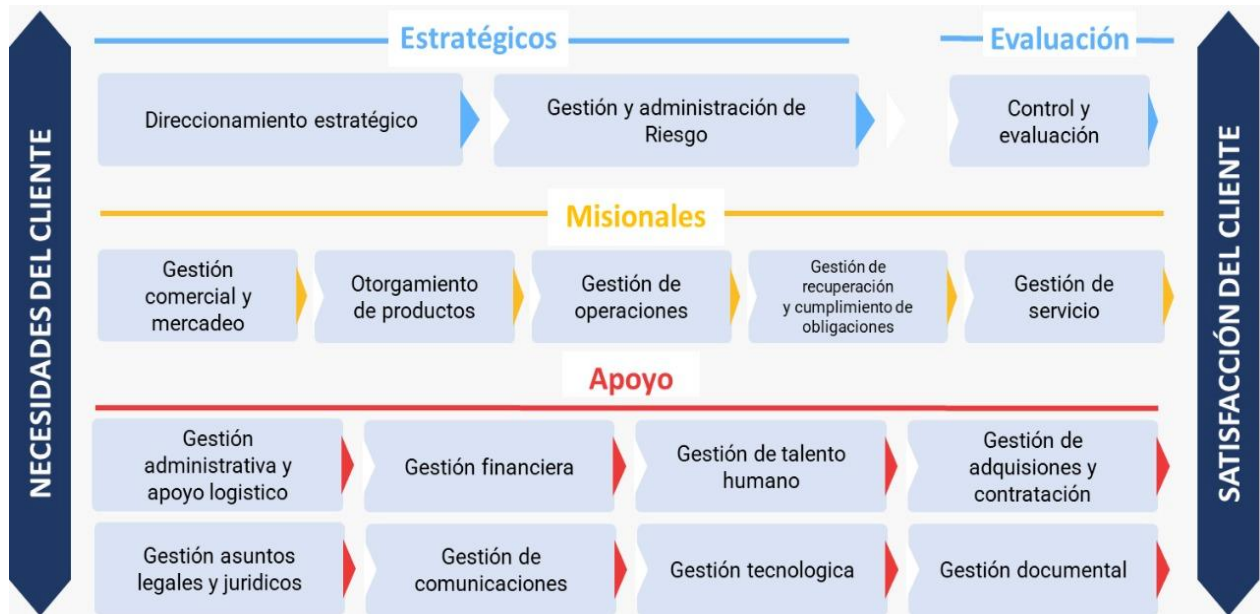 NECESIDADES DEL CLIENTE
Estratégicos
Evaluación
Direccionamiento estratégico
Gestión y administración de
Riesgo
Control y
evaluación
Misionales
Gestión
comercial y
mercadeo
Otorgamiento
de productos
Gestión de
operaciones
Gestión de
recuperación
y cumplimiento de
obligaciones
Gestión de
servicio
Apoyo
Gestión
administrativa y
apoyo logistico
Gestión financiera
Gestión de talento
humano
Gestión de
adquisiones y
contratación
Gestión asuntos
legales y juridicos
Gestión de
comunicaciones
Gestión tecnologica
Gestión documental
SATISFACCIÓN DEL CLIENTE